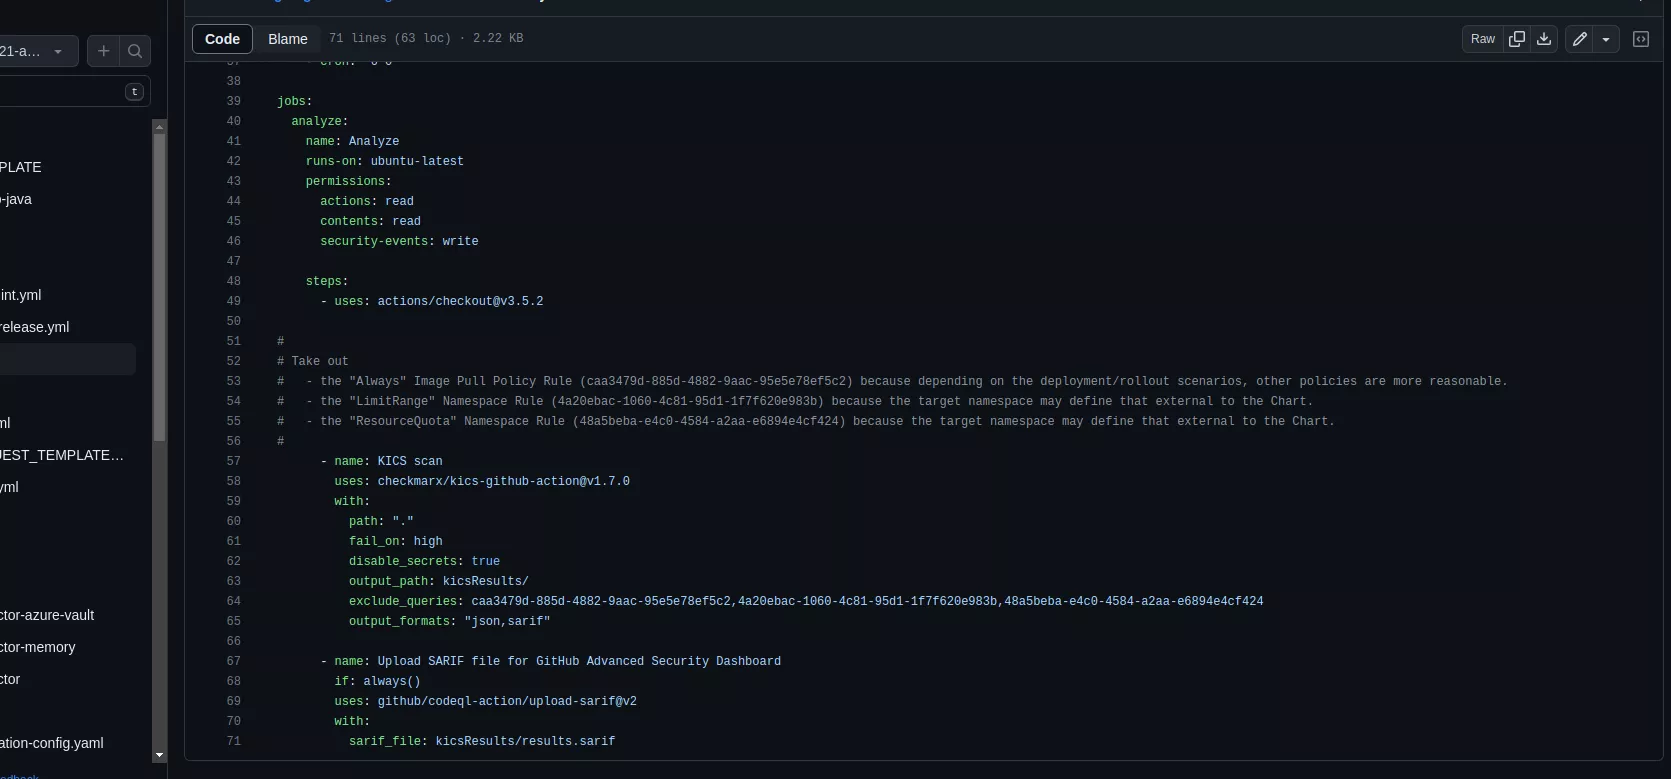 21-a...
t
PLATE
-java
int.yml
release.yml
ml
UEST_TEMPLATE...
yml
ctor-azure-vault
ctor-memory
ctor
ation-config.yaml
Code Blame 71 lines (63 loc) · 2.22 KB Raw
38
39 jobs:
40 analyze:
41 name: Analyze
42 runs-on: ubuntu-latest
43 permissions:
44 actions: read
45 contents: read
46 security-events: write
47
48 steps:
49 - uses: actions/checkout@v3.5.2
50
51 #
52 # Take out
53 # - the "Always" Image Pull Policy Rule (caa3479d-885d-4882-9aac-95e5e78ef5c2) because depending on the deployment/rollout scenarios, other policies are more reasonable.
54 # - the "LimitRange" Namespace Rule (4a20ebac-1060-4c81-95d1-1f7f620e983b) because the target namespace may define that external to the Chart.
55 # - the "ResourceQuota" Namespace Rule (48a5beba-e4c0-4584-a2aa-e6894e4cf424) because the target namespace may define that external to the Chart.
56 #
57 - name: KICS scan
58 uses: checkmarx/kics-github-action@v1.7.0
59 with:
60 path: "."
61 fail_on: high
62 disable_secrets: true
63 output_path: kicsResults/
64 exclude_queries: caa3479d-885d-4882-9aac-95e5e78ef5c2,4a20ebac-1060-4c81-95d1-1f7f620e983b,48a5beba-e4c0-4584-a2aa-e6894e4cf424
65 output_formats: "json,sarif"
66
67 - name: Upload SARIF file for GitHub Advanced Security Dashboard
68 if: always()
69 uses: github/codeql-action/upload-sarif@v2
70 with:
71 sarif_file: kicsResults/results.sarif